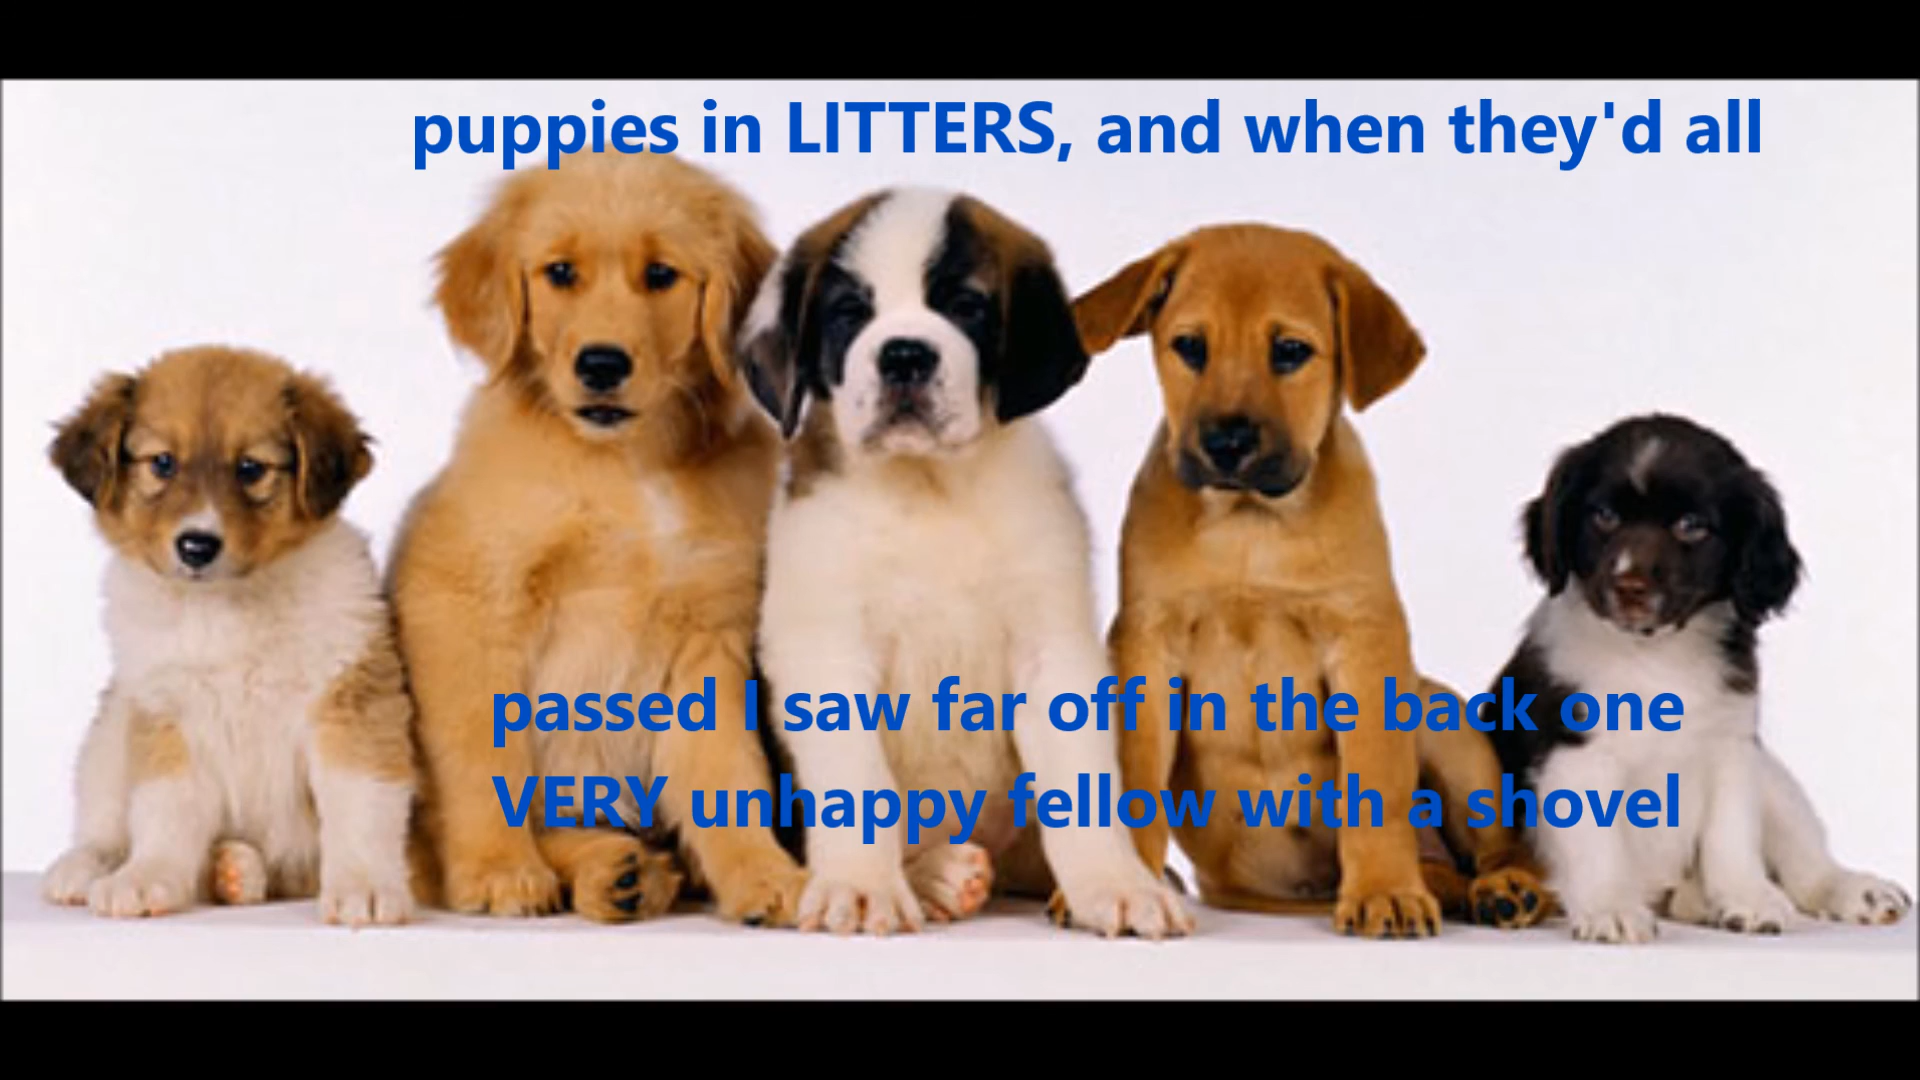 puppies in LITTERS, and when they'd all
passed I saw far off in the back one
VERY unhappy fellow with a shovel